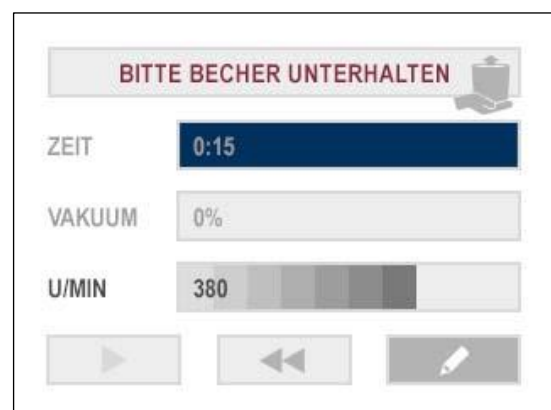 BITTE BECHER UNTERHALTEN
ZEIT 0:15
VAKUUM 0%
U/MIN 380